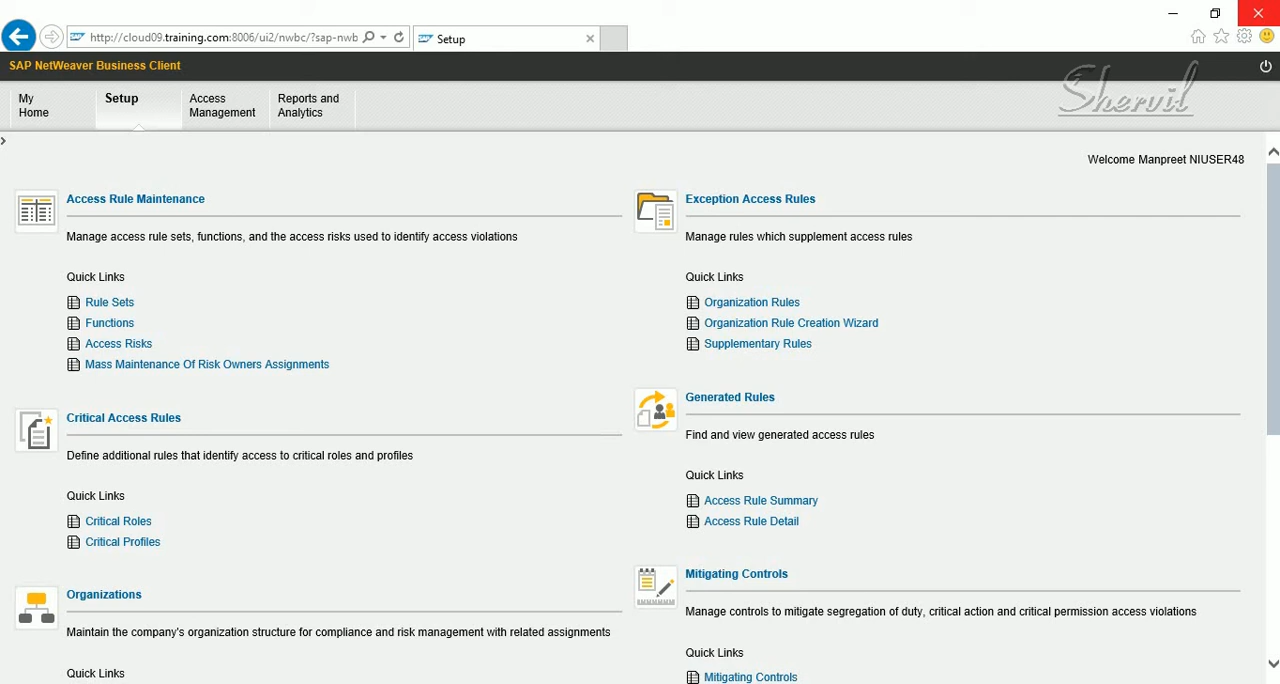 http://cloud09.training.com:8006/ui2/nwbc/?sap-nwb
Setup
SAP NetWeaver Business Client
My Home
Setup
Access Management
Reports and Analytics
Shervil
Welcome Manpreet NIUSER48
Access Rule Maintenance
Manage access rule sets, functions, and the access risks used to identify access violations
Quick Links
Rule Sets
Functions
Access Risks
Mass Maintenance Of Risk Owners Assignments
Critical Access Rules
Define additional rules that identify access to critical roles and profiles
Quick Links
Critical Roles
Critical Profiles
Organizations
Maintain the company's organization structure for compliance and risk management with related assignments
Quick Links
Exception Access Rules
Manage rules which supplement access rules
Quick Links
Organization Rules
Organization Rule Creation Wizard
Supplementary Rules
Generated Rules
Find and view generated access rules
Quick Links
Access Rule Summary
Access Rule Detail
Mitigating Controls
Manage controls to mitigate segregation of duty, critical action and critical permission access violations
Quick Links
Mitigating Controls